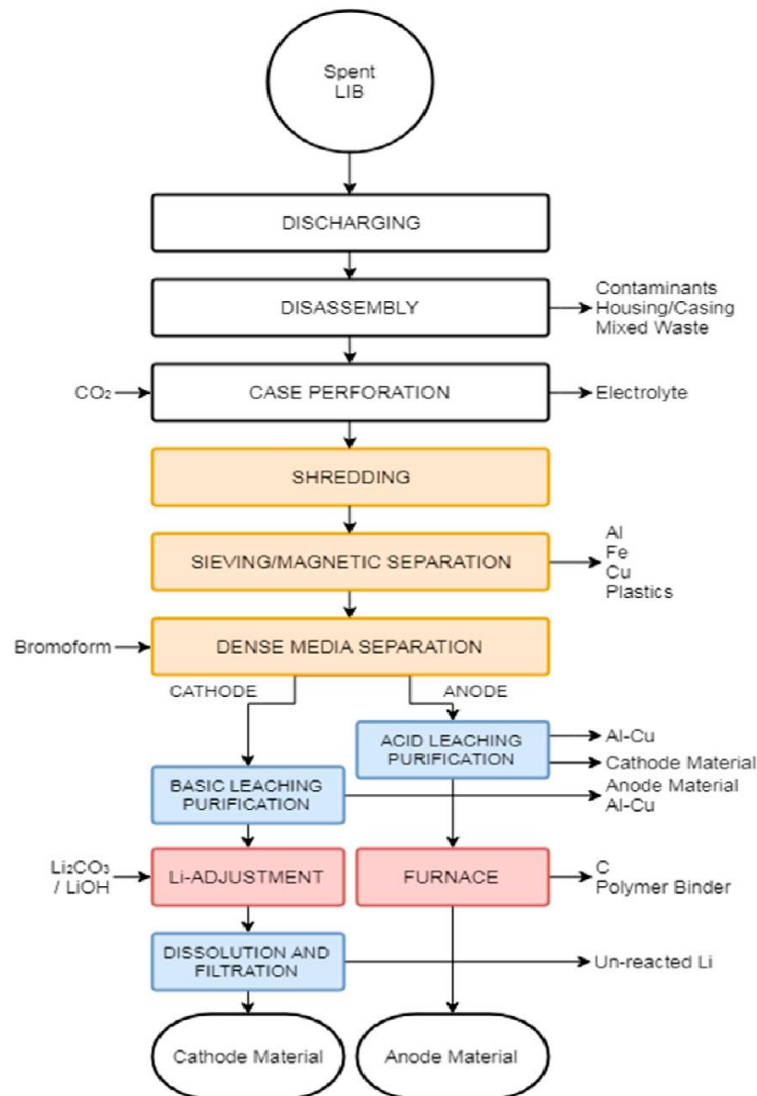 Spent
LIB
DISCHARGING
DISASSEMBLY
Contaminants
Housing/Casing
Mixed Waste
CO₂
CASE PERFORATION
Electrolyte
SHREDDING
SIEVING/MAGNETIC SEPARATION
Al
Fe
Cu
Plastics
Bromoform
DENSE MEDIA SEPARATION
CATHODE
ANODE
ACID LEACHING
PURIFICATION
Al-Cu
Cathode Material
BASIC LEACHING
PURIFICATION
Anode Material
Al-Cu
Li₂CO₃
/ LiOH
Li-ADJUSTMENT
FURNACE
C
Polymer Binder
DISSOLUTION AND
FILTRATION
Un-reacted Li
Cathode Material
Anode Material